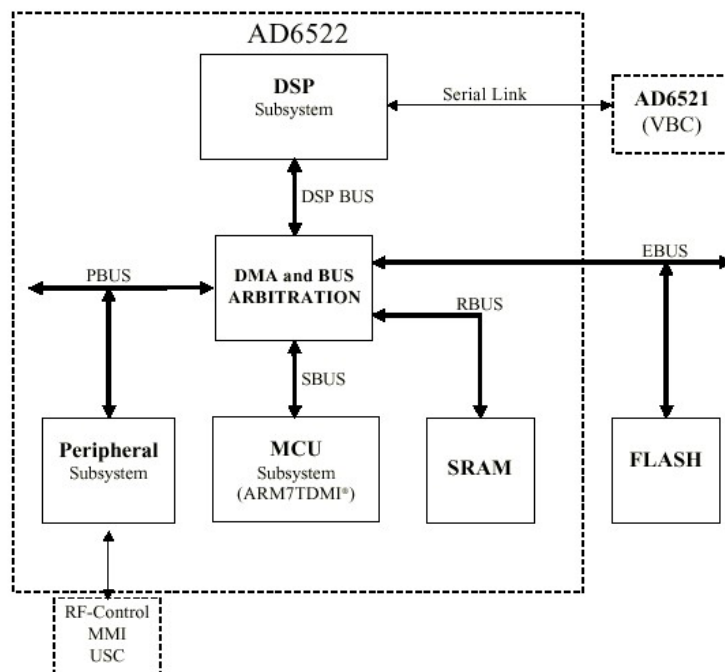 AD6522
DSP
Subsystem
Serial Link
AD6521
(VBC)
DSP BUS
EBUS
PBUS
DMA and BUS
ARBITRATION
RBUS
SBUS
Peripheral
Subsystem
MCU
Subsystem
(ARM7TDMI®)
SRAM
FLASH
RF-Control
MMI
USC